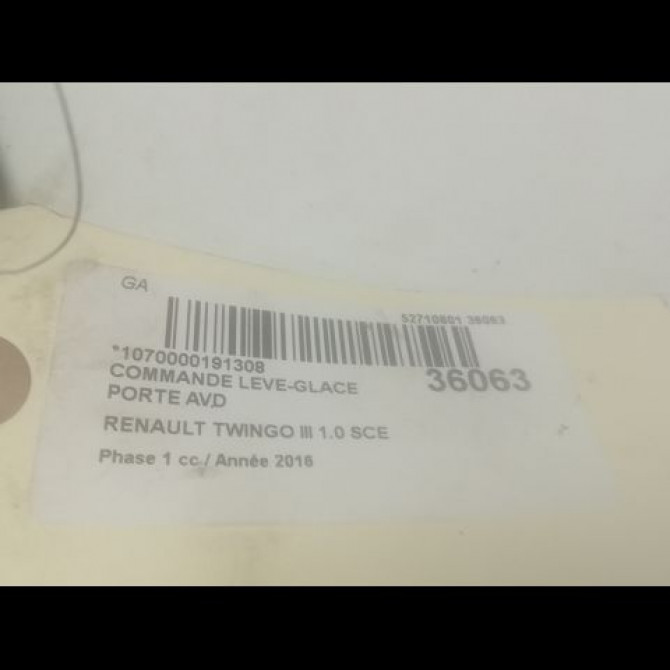 GA
52710801 36063
*1070000191308
COMMANDE LEVE-GLACE
36063
PORTE AV,D
RENAULT TWINGO III 1.0 SCE
Phase 1 cc / Année 2016